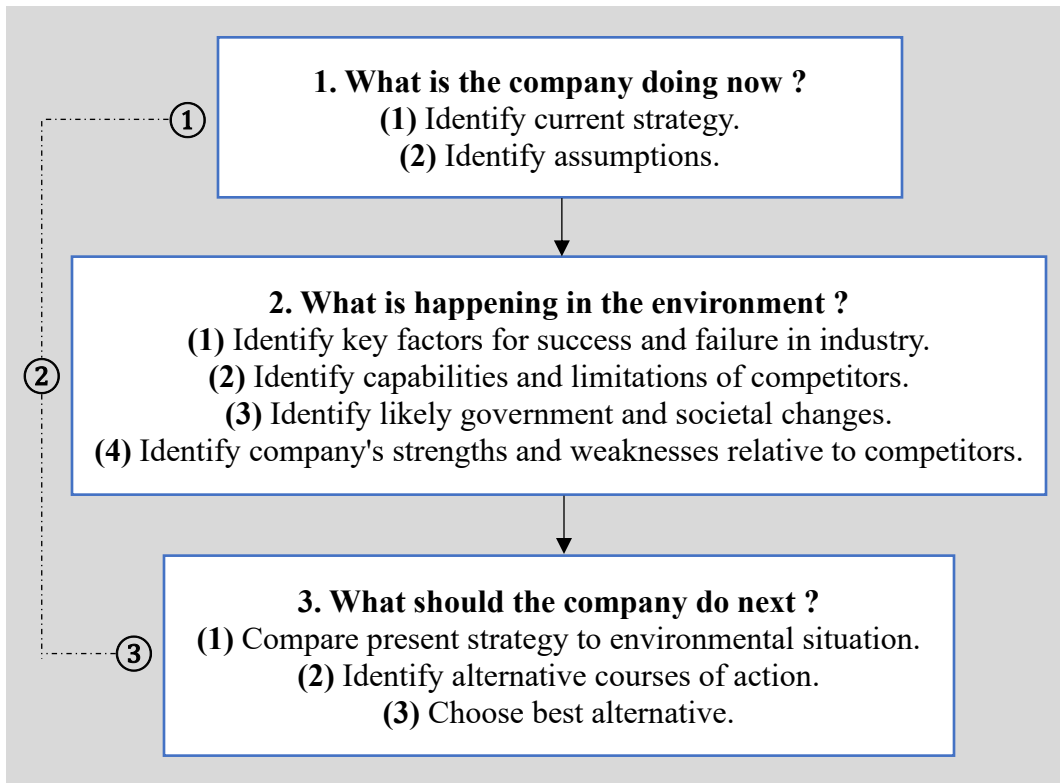 1. What is the company doing now ?
(1) Identify current strategy.
(2) Identify assumptions.
①
2. What is happening in the environment ?
(1) Identify key factors for success and failure in industry.
(2) Identify capabilities and limitations of competitors.
(3) Identify likely government and societal changes.
(4) Identify company's strengths and weaknesses relative to competitors.
②
3. What should the company do next ?
(1) Compare present strategy to environmental situation.
(2) Identify alternative courses of action.
(3) Choose best alternative.
③